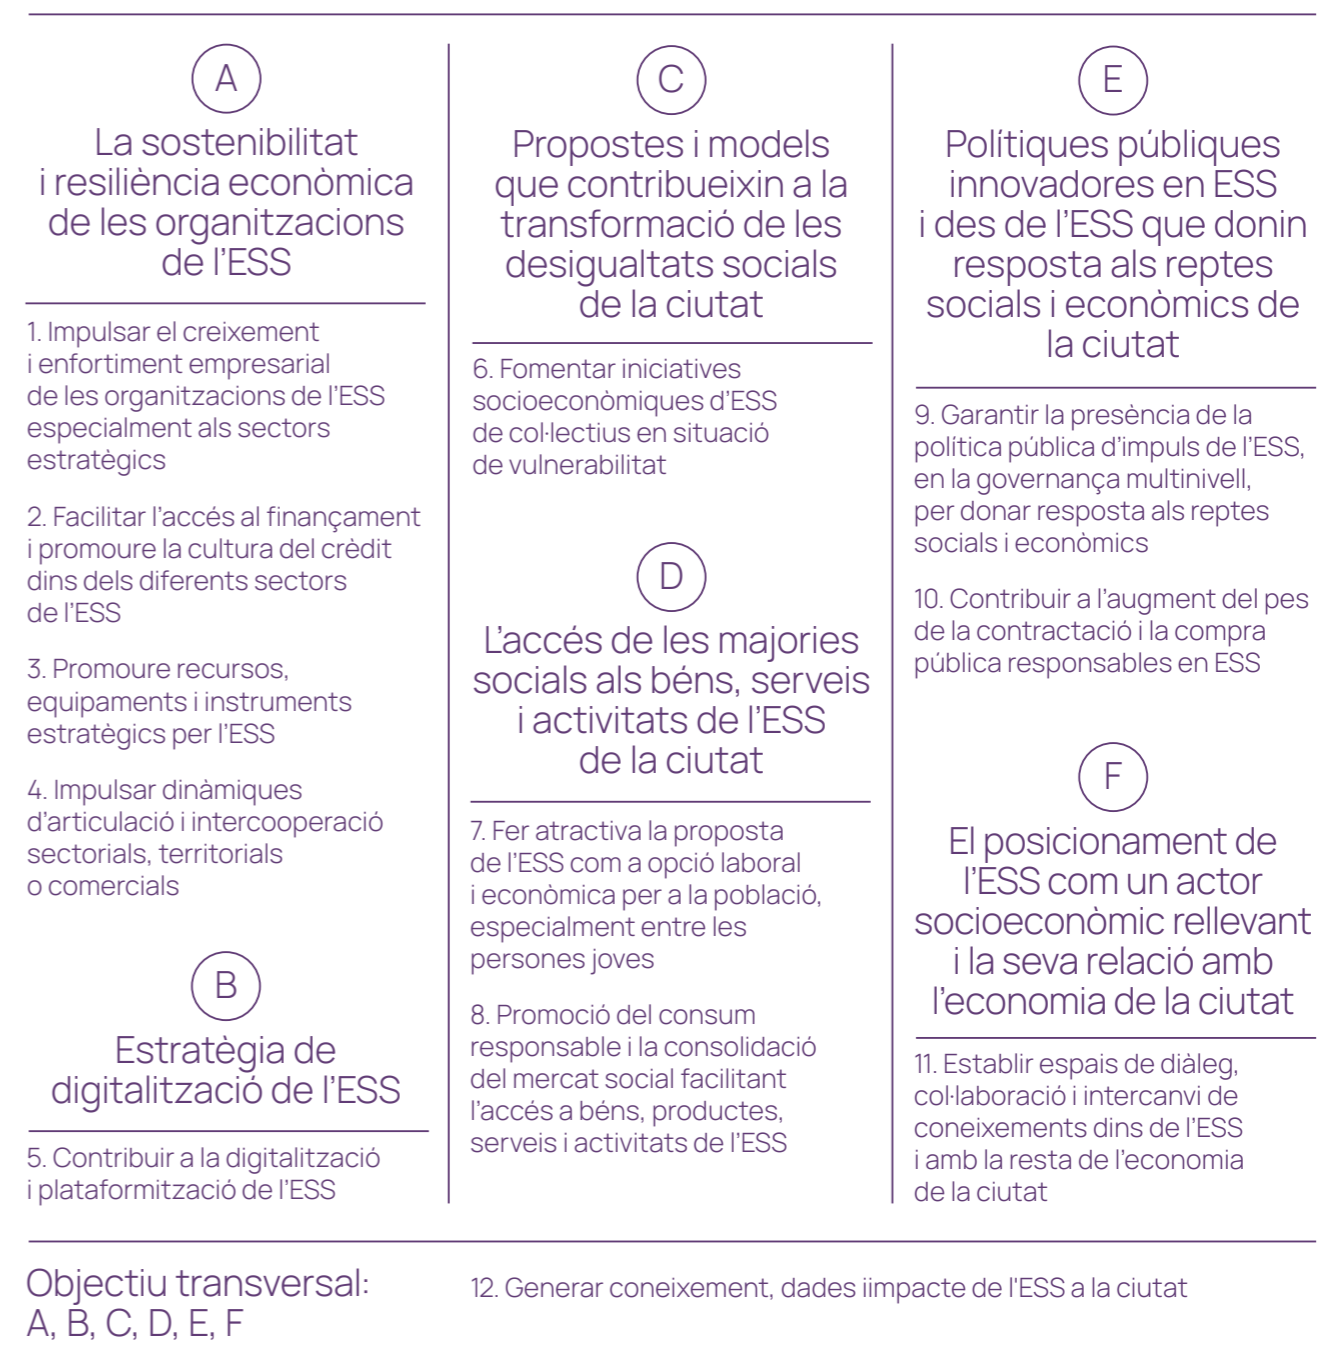 A
La sostenibilitat
i resiliència econòmica
de les organitzacions
de l'ESS
1. Impulsar el creixement
i enfortiment empresarial
de les organitzacions de l'ESS
especialment als sectors
estratègics
2. Facilitar l'accés al finançament
i promoure la cultura del crèdit
dins dels diferents sectors
de l'ESS
3. Promoure recursos,
equipaments i instruments
estratègics per l'ESS
4. Impulsar dinàmiques
d'articulació i intercooperació
sectorials, territorials
o comercials
B
Estratègia de
digitalització de l'ESS
5. Contribuir a la digitalització
i plataformització de l'ESS
C
Propostes i models
que contribueixin a la
transformació de les
desigualtats socials
de la ciutat
6. Fomentar iniciatives
socioeconòmiques d'ESS
de col·lectius en situació
de vulnerabilitat
D
L'accés de les majories
socials als béns, serveis
i activitats de l'ESS
de la ciutat
7. Fer atractiva la proposta
de l'ESS com a opció laboral
i econòmica per a la població,
especialment entre les
persones joves
8. Promoció del consum
responsable i la consolidació
del mercat social facilitant
l'accés a béns, productes,
serveis i activitats de l'ESS
E
Polítiques públiques
innovadores en ESS
i des de l'ESS que donin
resposta als reptes
socials i econòmics de
la ciutat
9. Garantir la presència de la
política pública d'impuls de l'ESS,
en la governança multinivell,
per donar resposta als reptes
socials i econòmics
10. Contribuir a l'augment del pes
de la contractació i la compra
pública responsables en ESS
F
El posicionament de
l'ESS com un actor
socioeconòmic rellevant
i la seva relació amb
l'economia de la ciutat
11. Establir espais de diàleg,
col·laboració i intercanvi de
coneixements dins de l'ESS
i amb la resta de l'economia
de la ciutat
Objectiu transversal:
A, B, C, D, E, F
12. Generar coneixement, dades iimpacte de l'ESS a la ciutat